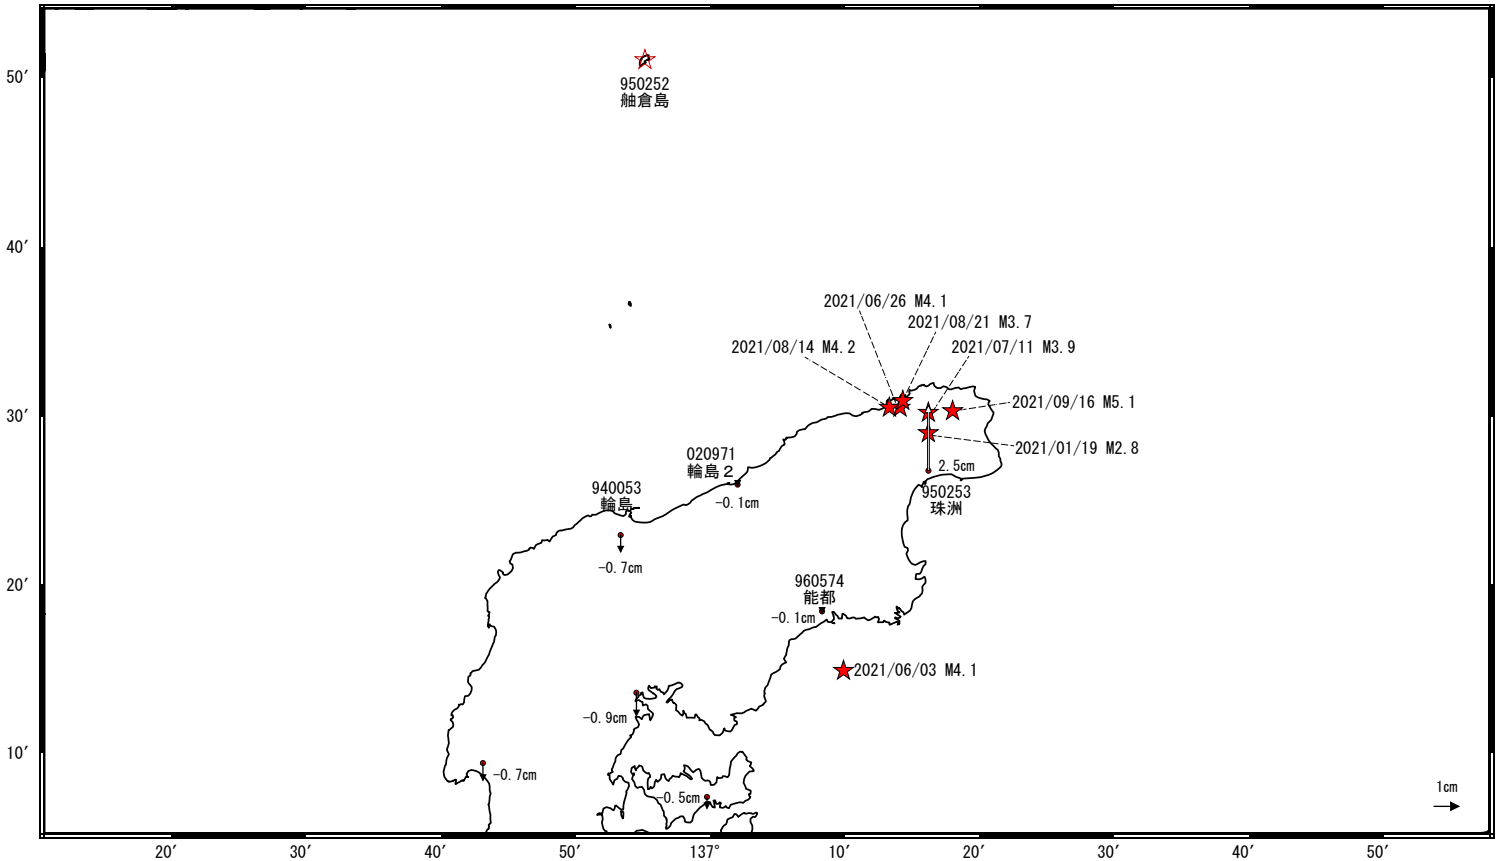 50′
950252
舳倉島
40′
2021/06/26 M4.1
2021/08/21 M3.7
2021/08/14 M4.2
2021/07/11 M3.9
2021/09/16 M5.1
30′
2021/01/19 M2.8
020971
輪島２
2.5cm
940053
輪島
950253
珠洲
-0.1cm
-0.7cm
20′
960574
能都
-0.1cm
2021/06/03 M4.1
-0.9cm
10′
-0.7cm
-0.5cm
1cm
20′ 30′ 40′ 50′ 137° 10′ 20′ 30′ 40′ 50′